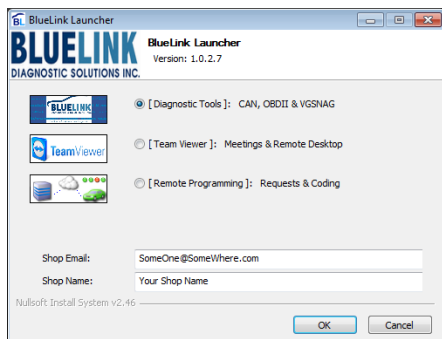 BL BlueLink Launcher
BLUELINK
DIAGNOSTIC SOLUTIONS INC.
BlueLink Launcher
Version: 1.0.2.7
BLUELINK
[ Diagnostic Tools ]: CAN, OBDII & VGSNAG
TeamViewer
[ Team Viewer ]: Meetings & Remote Desktop
[ Remote Programming ]: Requests & Coding
Shop Email: SomeOne@SomeWhere.com
Shop Name: Your Shop Name
Nullsoft Install System v2.46
OK Cancel